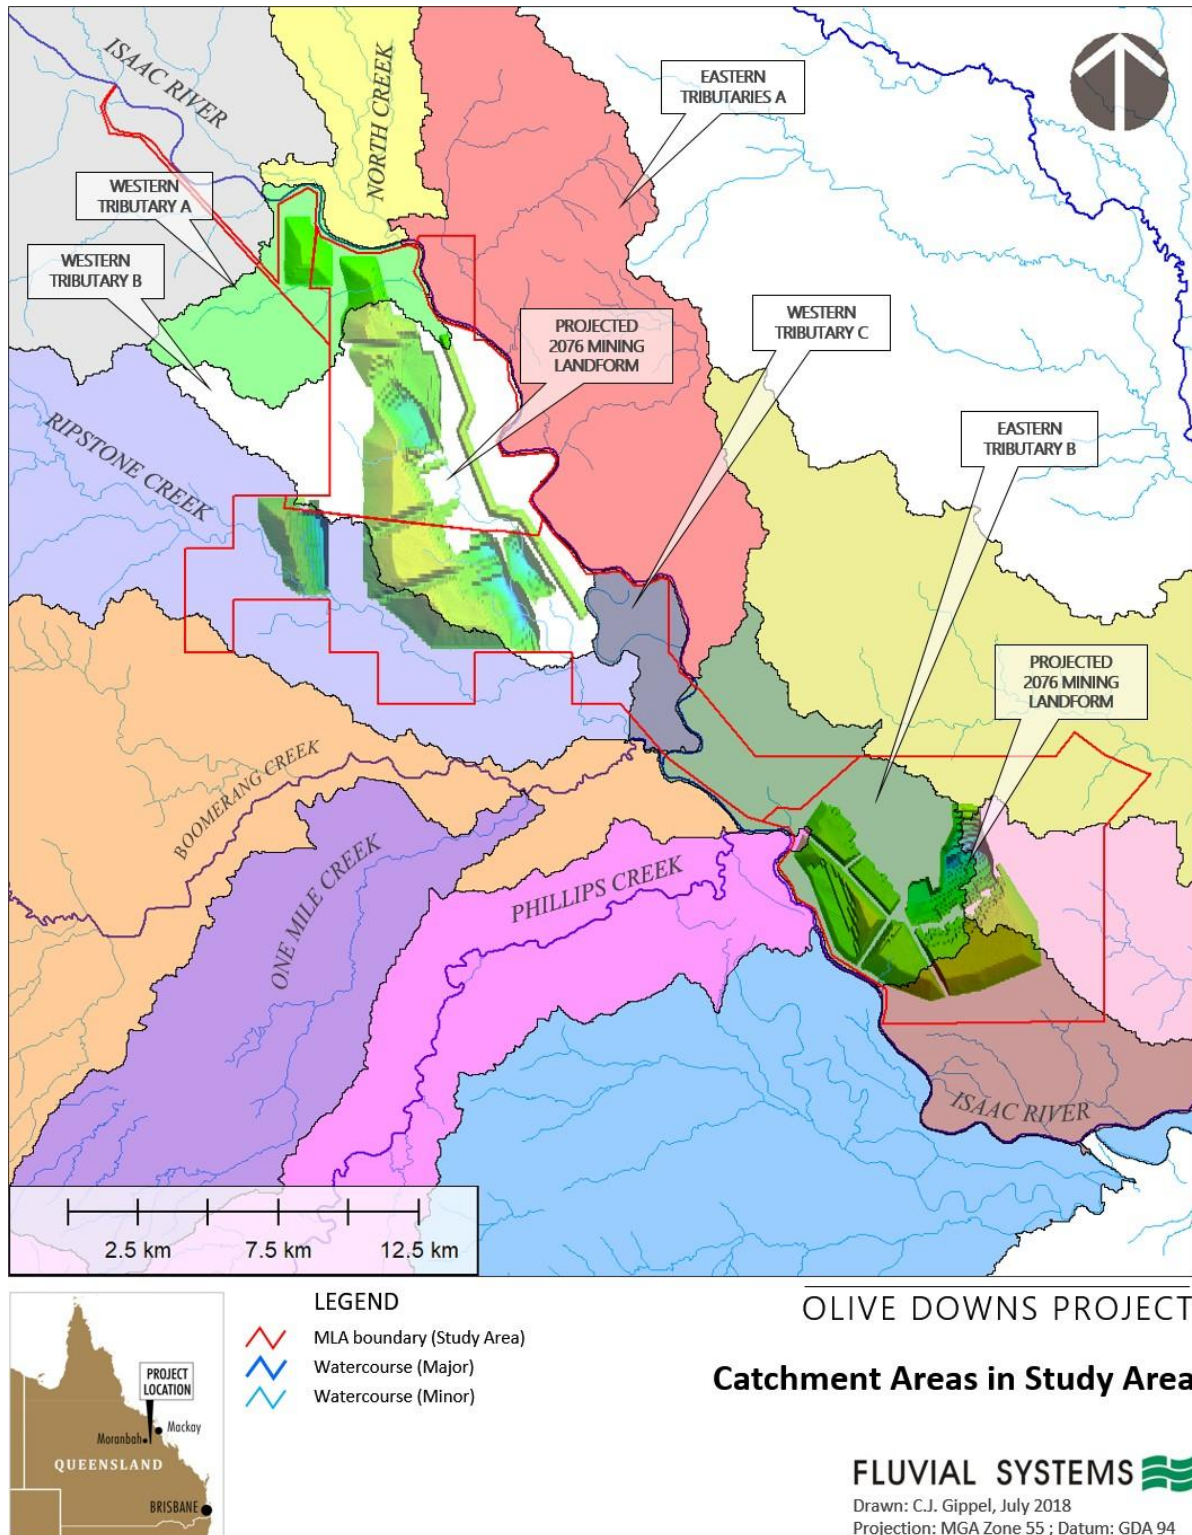 ISAAC RIVER
NORTH CREEK
EASTERN
TRIBUTARIES A
WESTERN
TRIBUTARY A
WESTERN
TRIBUTARY B
PROJECTED
2076 MINING
LANDFORM
WESTERN
TRIBUTARY C
EASTERN
TRIBUTARY B
RIPSTONE CREEK
PROJECTED
2076 MINING
LANDFORM
BOOMERANG CREEK
ONE MILE CREEK
PHILLIPS CREEK
ISAAC RIVER
2.5 km
7.5 km
12.5 km
LEGEND
MLA boundary (Study Area)
Watercourse (Major)
Watercourse (Minor)
PROJECT
LOCATION
Mackay
Moranbah
QUEENSLAND
BRISBANE
OLIVE DOWNS PROJECT
Catchment Areas in Study Area
FLUVIAL SYSTEMS
Drawn: C.J. Gippel, July 2018
Projection: MGA Zone 55 ; Datum: GDA 94